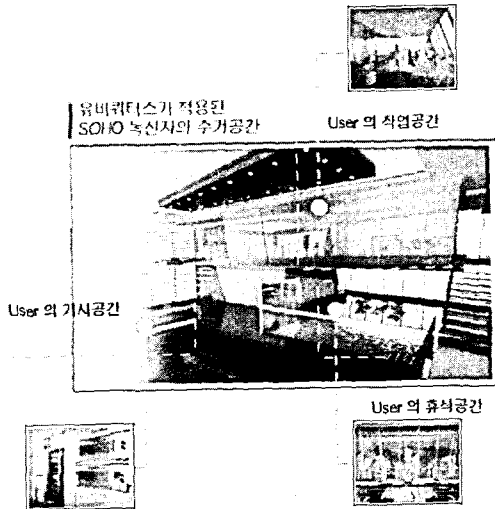 유비쿼터스가 적용된
SOHO 독신자의 주거공간
User 의 작업공간
User 의 가사공간
User 의 휴식공간